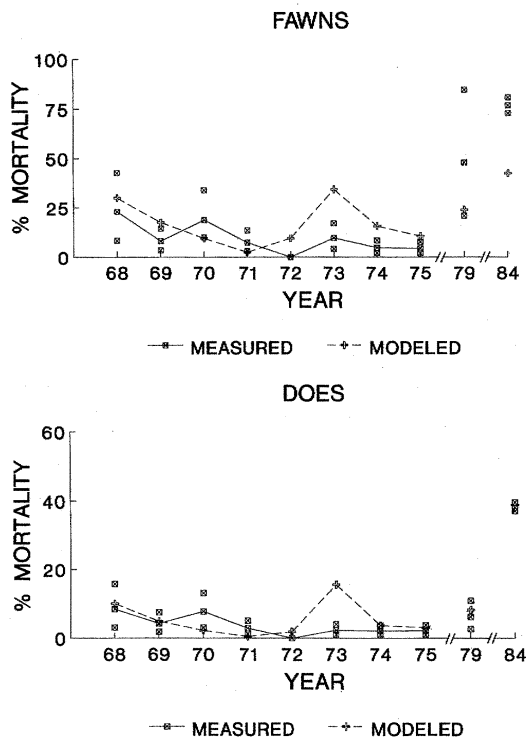 FAWNS
% MORTALITY
100
75
50
25
0
68 69 70 71 72 73 74 75 79 84
YEAR
MEASURED MODELED
DOES
% MORTALITY
60
40
20
0
68 69 70 71 72 73 74 75 79 84
YEAR
MEASURED MODELED